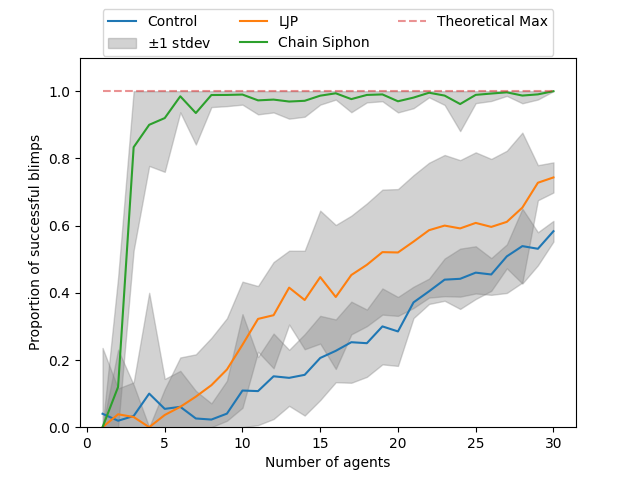 Control
±1 stdev
LJP
Chain Siphon
Theoretical Max
1.0
0.8
0.6
0.4
0.2
0.0
Proportion of successful blimps
0 5 10 15 20 25 30
Number of agents